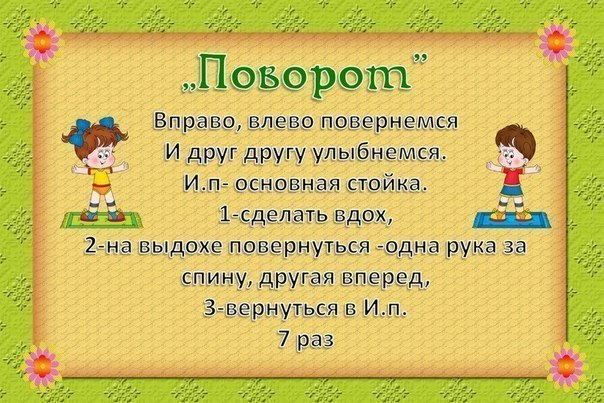 „Поворот”
Вправо, влево повернемся
И друг другу улыбнемся.
И.п- основная стойка.
1-сделать вдох,
2-на выдохе повернуться -одна рука за
спину, другая вперед,
3-вернуться в И.п.
7 раз